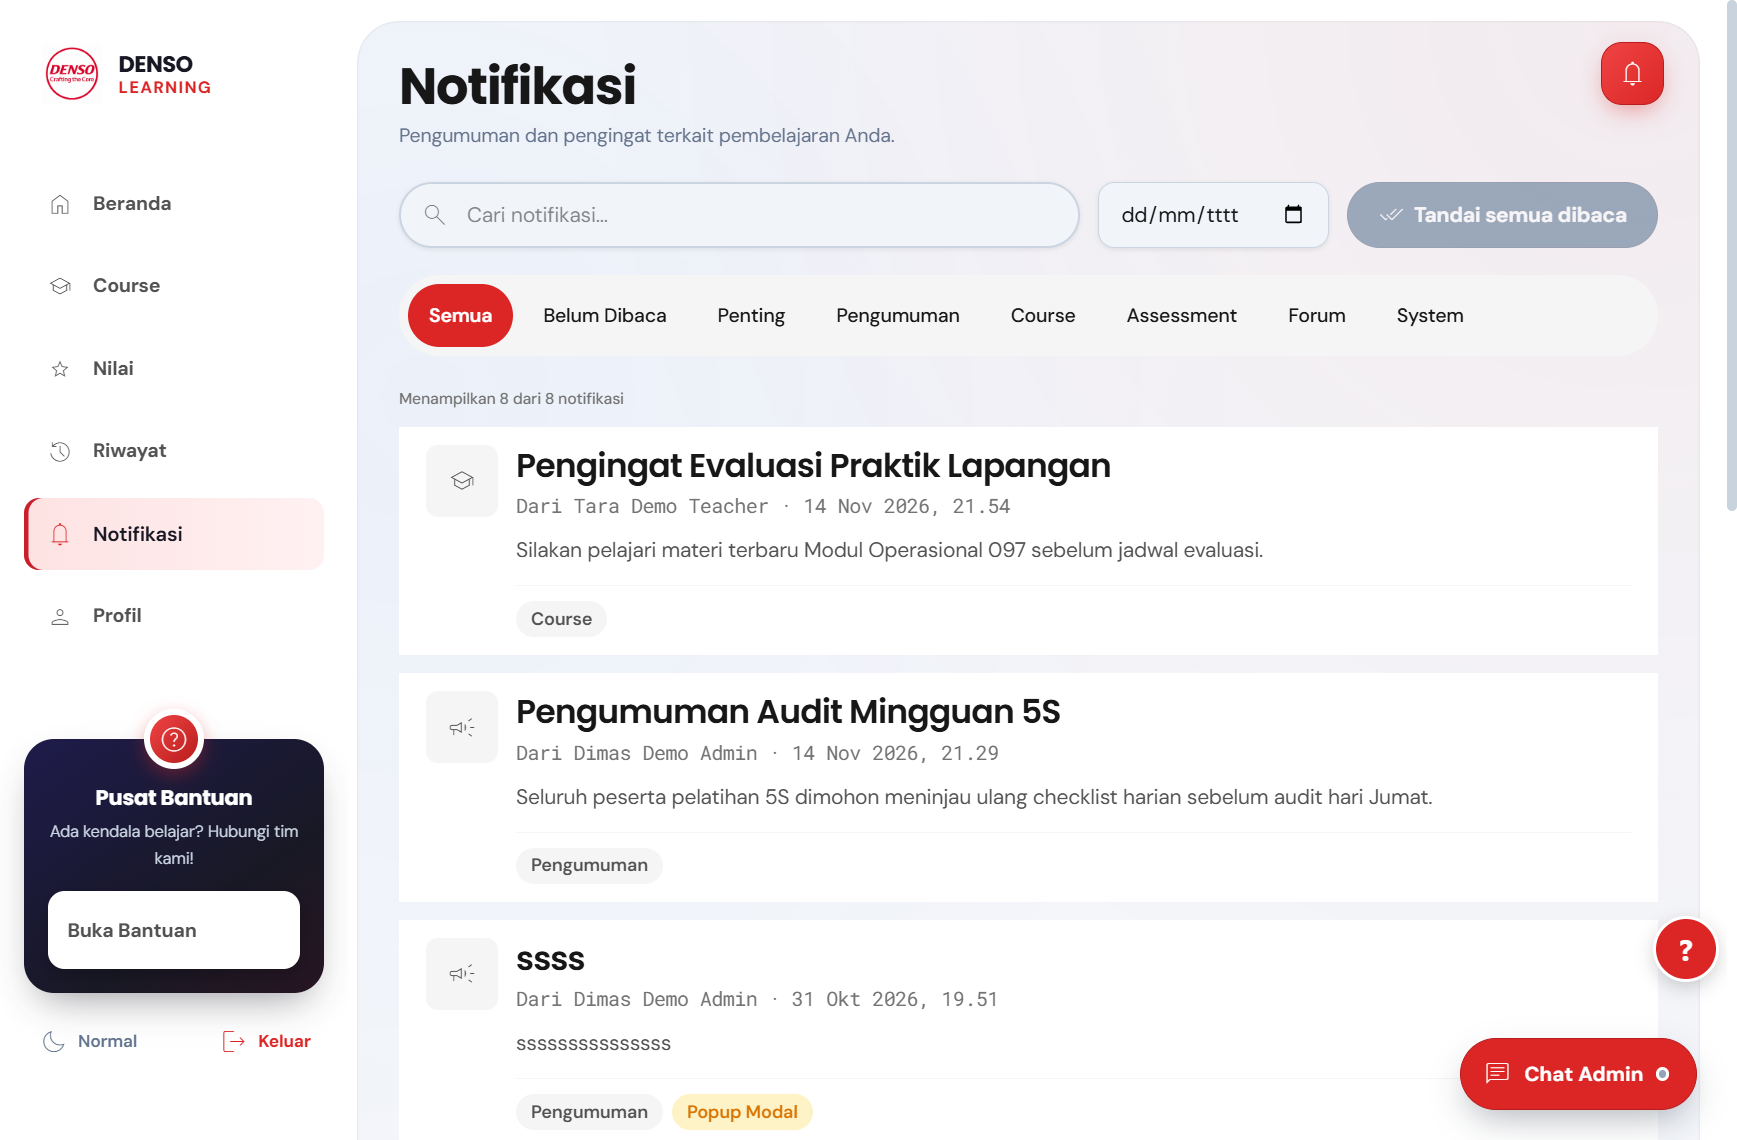 DENSO
Crafting the Core
DENSO
LEARNING
Beranda
Course
Nilai
Riwayat
Notifikasi
Profil
?
Pusat Bantuan
Ada kendala belajar? Hubungi tim
kami!
Buka Bantuan
Normal
Keluar
Notifikasi
Pengumuman dan pengingat terkait pembelajaran Anda.
Cari notifikasi...
dd/mm/tttt
Tandai semua dibaca
Semua
Belum Dibaca
Penting
Pengumuman
Course
Assessment
Forum
System
Menampilkan 8 dari 8 notifikasi
Pengingat Evaluasi Praktik Lapangan
Dari Tara Demo Teacher · 14 Nov 2026, 21.54
Silakan pelajari materi terbaru Modul Operasional 097 sebelum jadwal evaluasi.
Course
Pengumuman Audit Mingguan 5S
Dari Dimas Demo Admin · 14 Nov 2026, 21.29
Seluruh peserta pelatihan 5S dimohon meninjau ulang checklist harian sebelum audit hari Jumat.
Pengumuman
ssss
Dari Dimas Demo Admin · 31 Okt 2026, 19.51
sssssssssssssss
Pengumuman
Popup Modal
?
Chat Admin